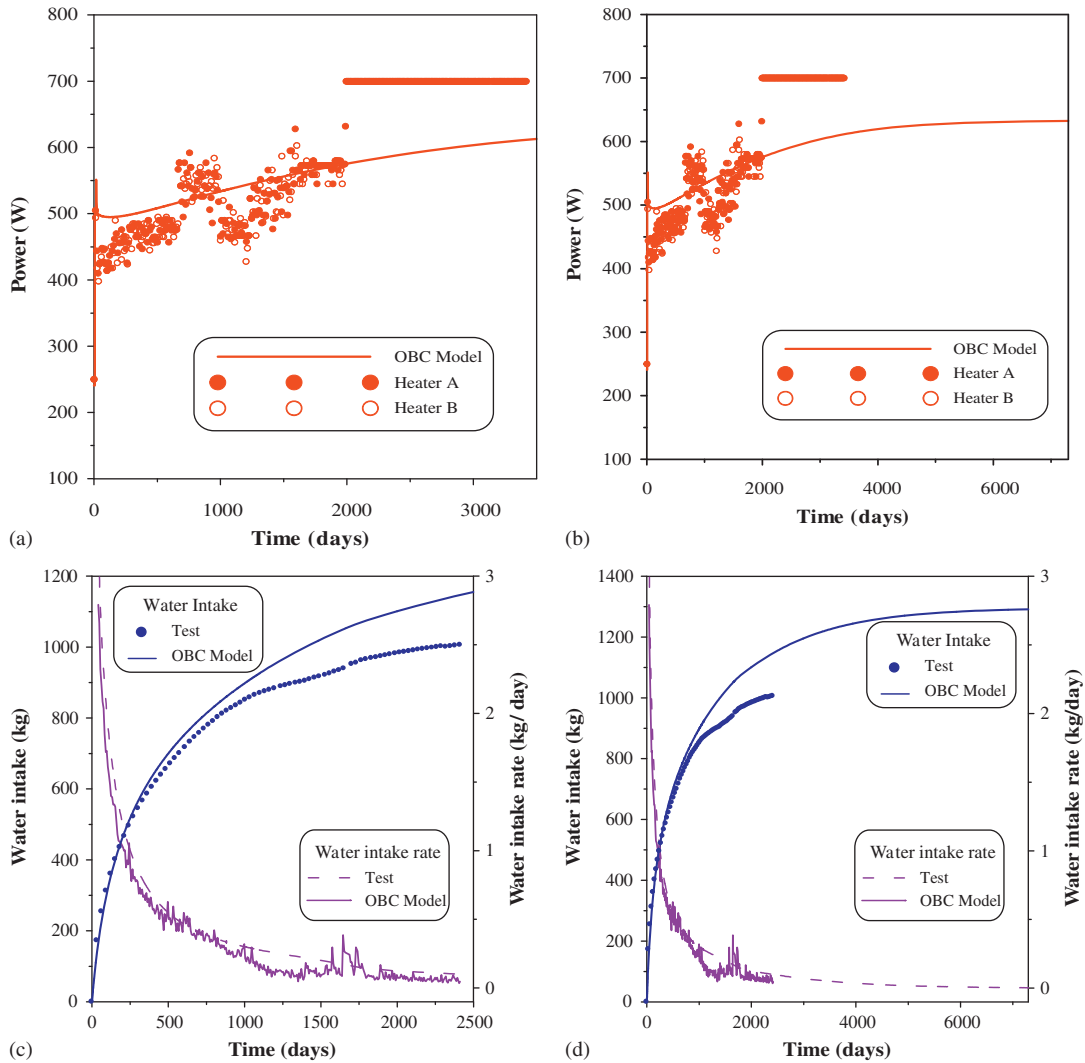 800
700
600
500
400
300
200
100
Power (W)
OBC Model
Heater A
Heater B
0
1000
2000
3000
Time (days)
(a)
800
700
600
500
400
300
200
100
Power (W)
OBC Model
Heater A
Heater B
0
2000
4000
6000
Time (days)
(b)
1200
1000
800
600
400
200
0
Water intake (kg)
Water Intake
Test
OBC Model
Water intake rate
Test
OBC Model
3
2
1
0
Water intake rate (kg/ day)
0
500
1000
1500
2000
2500
Time (days)
(c)
1400
1200
1000
800
600
400
200
0
Water intake (kg)
Water Intake
Test
OBC Model
Water intake rate
Test
OBC Model
3
2
1
0
Water intake rate (kg/day)
0
2000
4000
6000
Time (days)
(d)